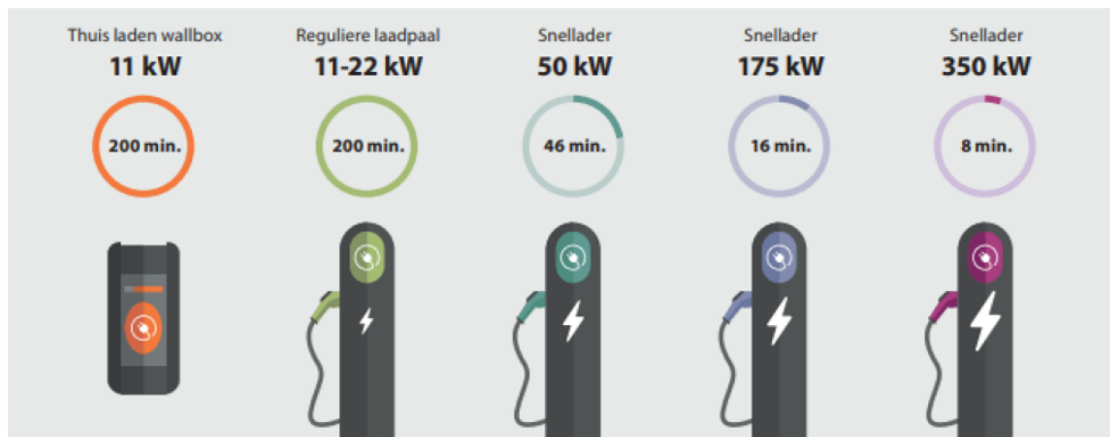 Thuis laden wallbox
11 kW
200 min.
Reguliere laadpaal
11-22 kW
200 min.
Snellader
50 kW
46 min.
Snellader
175 kW
16 min.
Snellader
350 kW
8 min.